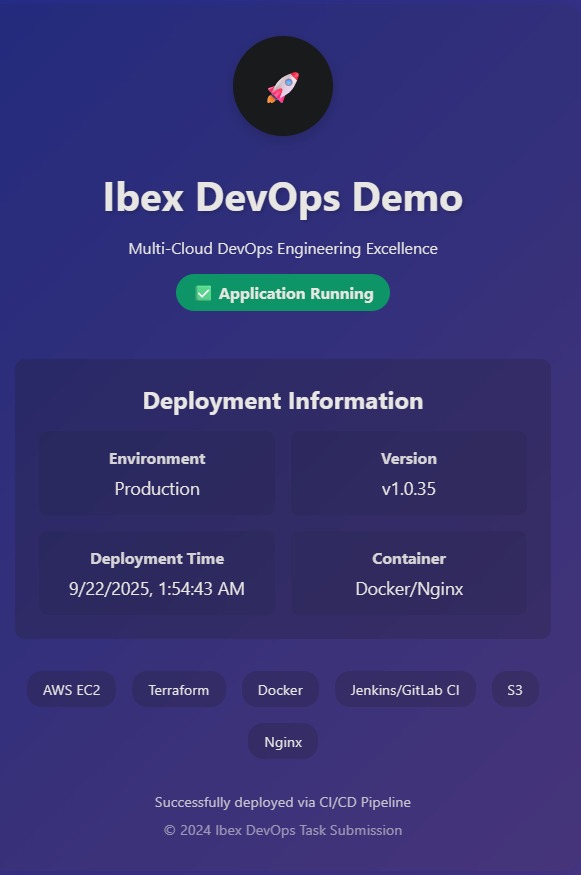 Ibex DevOps Demo
Multi-Cloud DevOps Engineering Excellence
✅ Application Running
Deployment Information
Environment
Production
Version
v1.0.35
Deployment Time
9/22/2025, 1:54:43 AM
Container
Docker/Nginx
AWS EC2
Terraform
Docker
Jenkins/GitLab CI
S3
Nginx
Successfully deployed via CI/CD Pipeline
© 2024 Ibex DevOps Task Submission